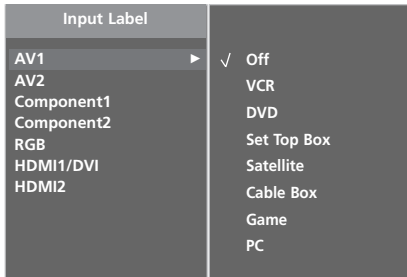 Input Label
AV1
AV2
Component1
Component2
RGB
HDMI1/DVI
HDMI2
Off
VCR
DVD
Set Top Box
Satellite
Cable Box
Game
PC